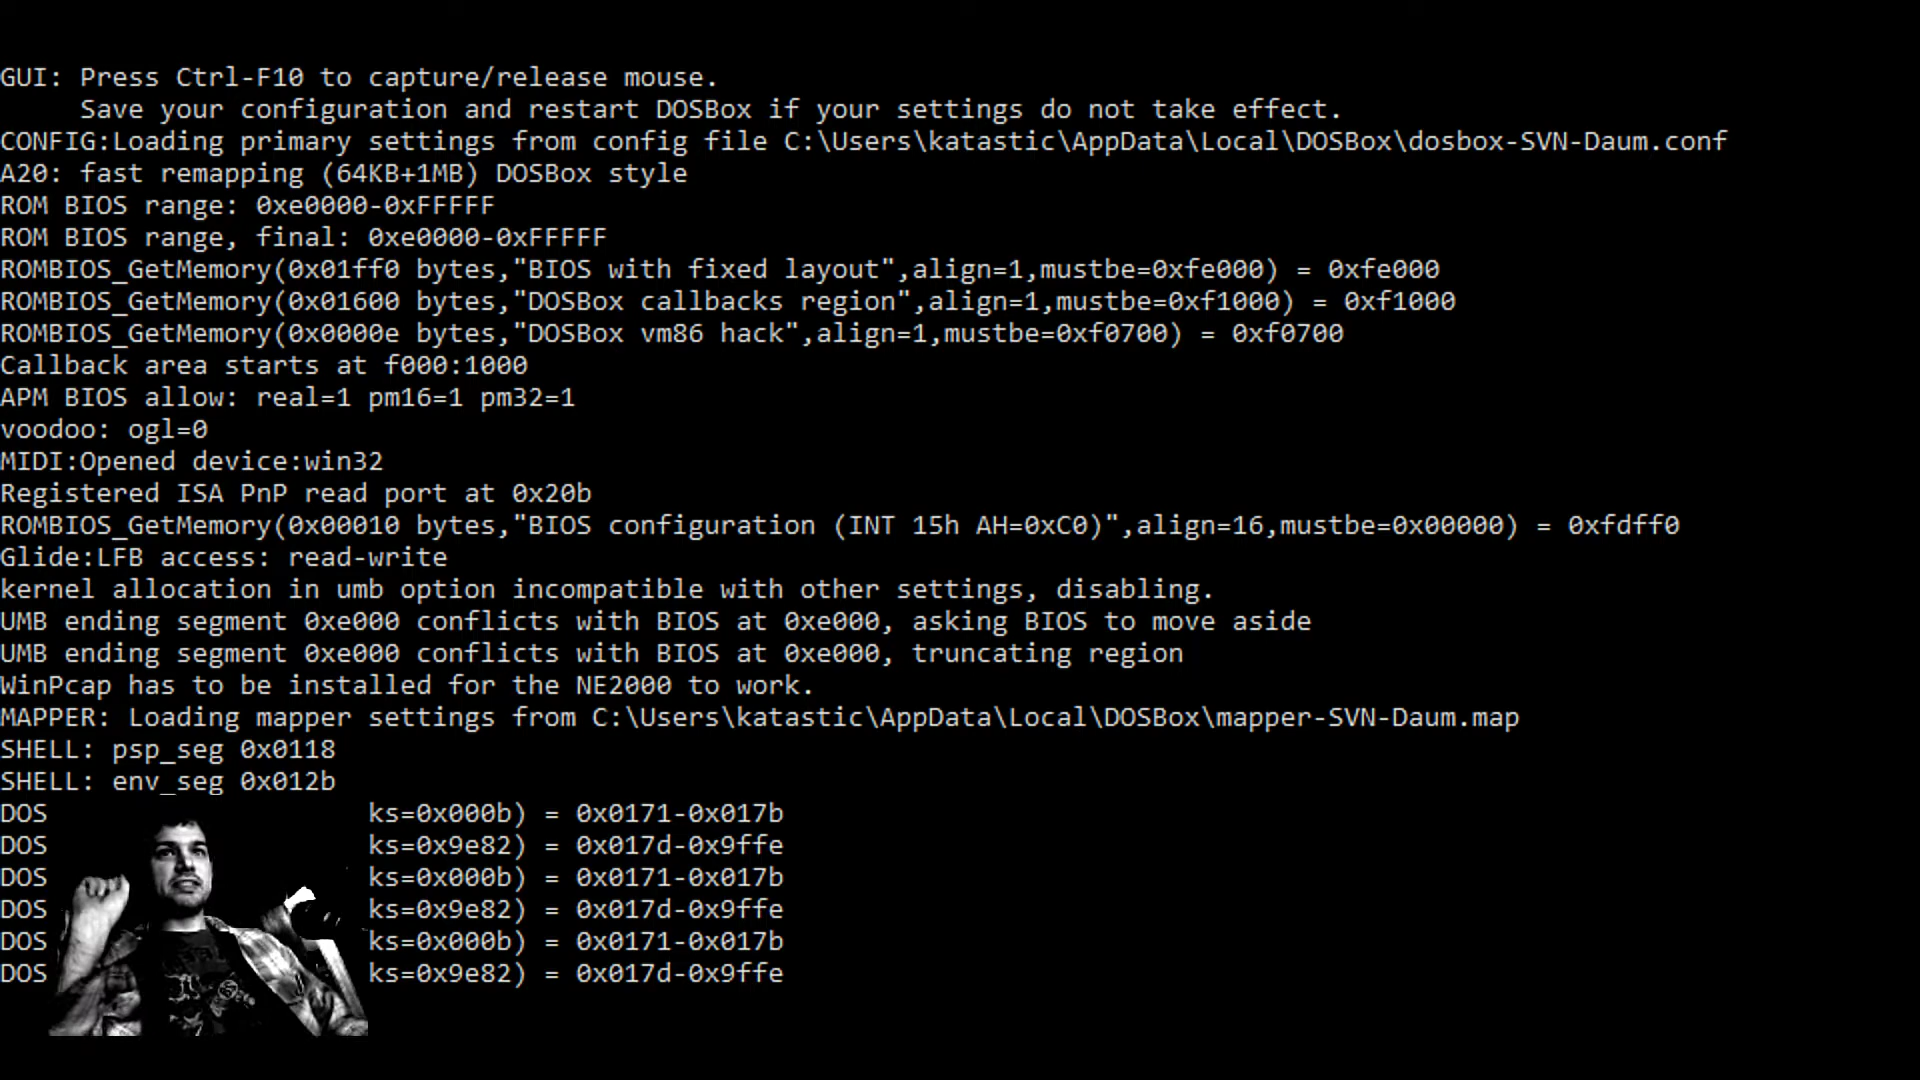 GUI: Press Ctrl-F10 to capture/release mouse.
Save your configuration and restart DOSBox if your settings do not take effect.
CONFIG:Loading primary settings from config file C:\Users\katastic\AppData\Local\DOSBox\dosbox-SVN-Daum.conf
A20: fast remapping (64KB+1MB) DOSBox style
ROM BIOS range: 0xe0000-0xFFFFF
ROM BIOS range, final: 0xe0000-0xFFFFF
ROMBIOS_GetMemory(0x01ff0 bytes,"BIOS with fixed layout",align=1,mustbe=0xfe000) = 0xfe000
ROMBIOS_GetMemory(0x01600 bytes,"DOSBox callbacks region",align=1,mustbe=0xf1000) = 0xf1000
ROMBIOS_GetMemory(0x0000e bytes,"DOSBox vm86 hack",align=1,mustbe=0xf0700) = 0xf0700
Callback area starts at f000:1000
APM BIOS allow: real=1 pm16=1 pm32=1
voodoo: ogl=0
MIDI:Opened device:win32
Registered ISA PnP read port at 0x20b
ROMBIOS_GetMemory(0x00010 bytes,"BIOS configuration (INT 15h AH=0xC0)",align=16,mustbe=0x00000) = 0xfdff0
Glide:LFB access: read-write
kernel allocation in umb option incompatible with other settings, disabling.
UMB ending segment 0xe000 conflicts with BIOS at 0xe000, asking BIOS to move aside
UMB ending segment 0xe000 conflicts with BIOS at 0xe000, truncating region
WinPcap has to be installed for the NE2000 to work.
MAPPER: Loading mapper settings from C:\Users\katastic\AppData\Local\DOSBox\mapper-SVN-Daum.map
SHELL: psp_seg 0x0118
SHELL: env_seg 0x012b
DOS ks=0x000b) = 0x0171-0x017b
DOS ks=0x9e82) = 0x017d-0x9ffe
DOS ks=0x000b) = 0x0171-0x017b
DOS ks=0x9e82) = 0x017d-0x9ffe
DOS ks=0x000b) = 0x0171-0x017b
DOS ks=0x9e82) = 0x017d-0x9ffe